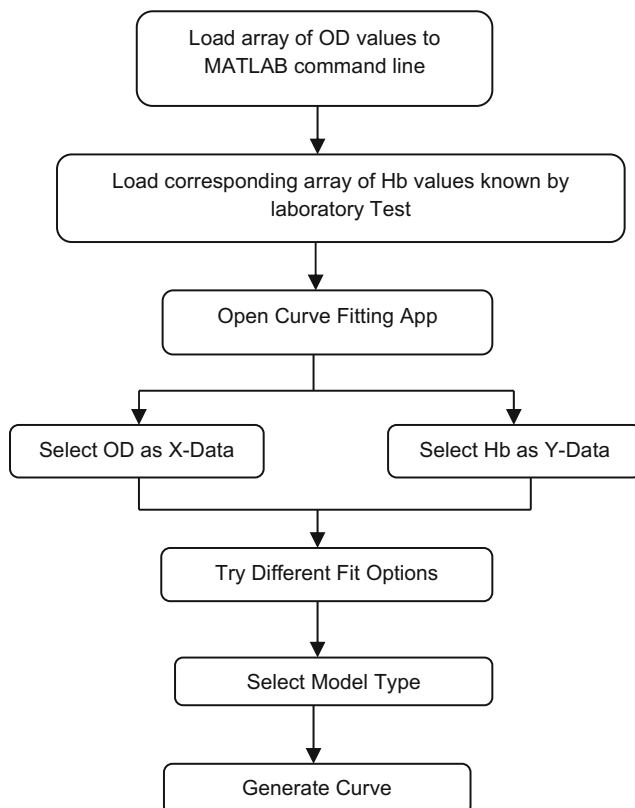 Load array of OD values to
MATLAB command line
Load corresponding array of Hb values known by
laboratory Test
Open Curve Fitting App
Select OD as X-Data
Select Hb as Y-Data
Try Different Fit Options
Select Model Type
Generate Curve